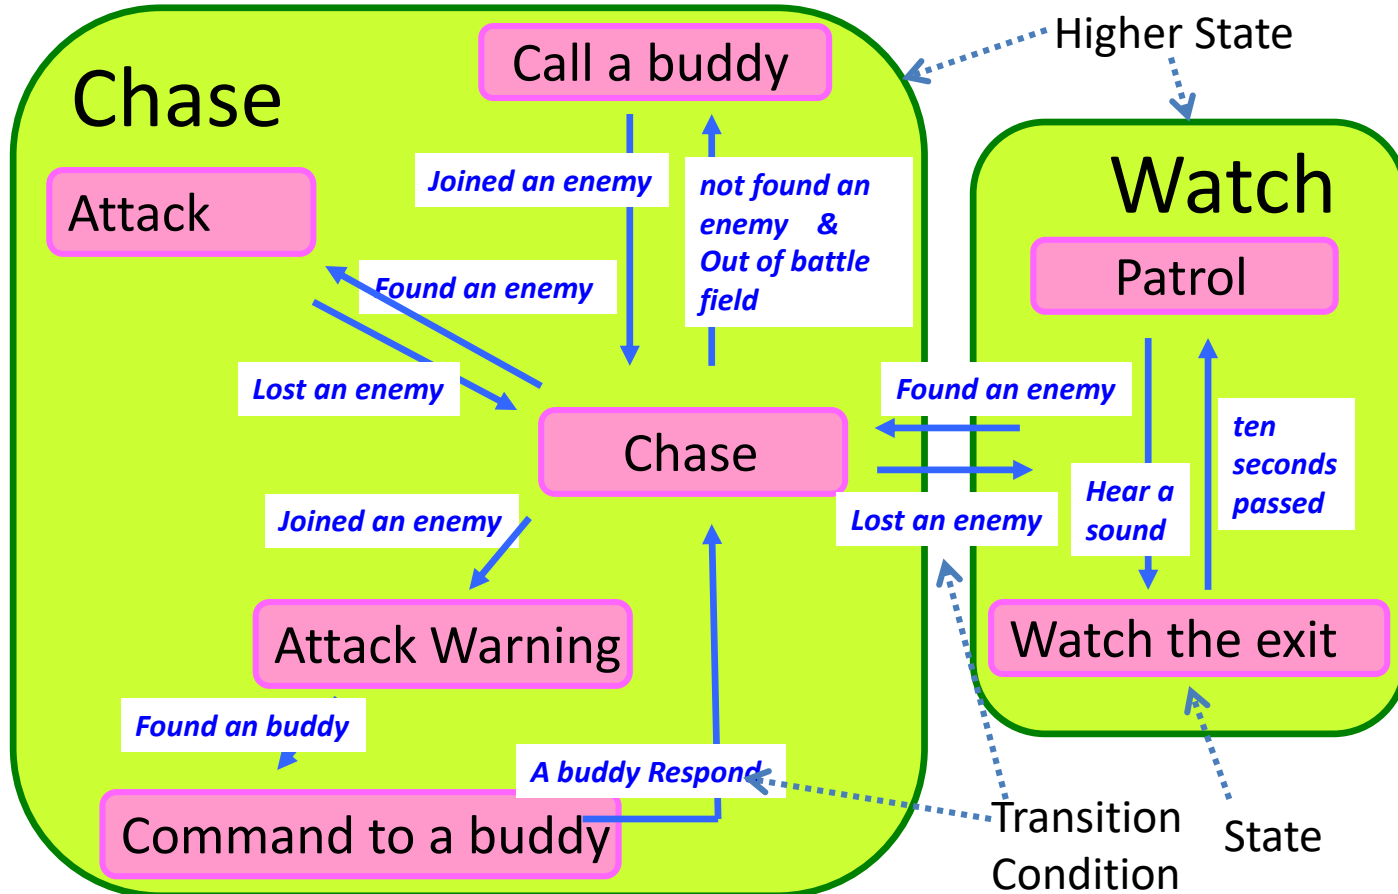 Higher State
Call a buddy
Chase
Joined an enemy
not found an
enemy &
Out of battle
field
Attack
Found an enemy
Lost an enemy
Watch
Patrol
Found an enemy
Chase
Lost an enemy
ten
seconds
passed
Hear a
sound
Joined an enemy
Attack Warning
Watch the exit
Found an buddy
A buddy Respond
Command to a buddy
Transition
Condition
State